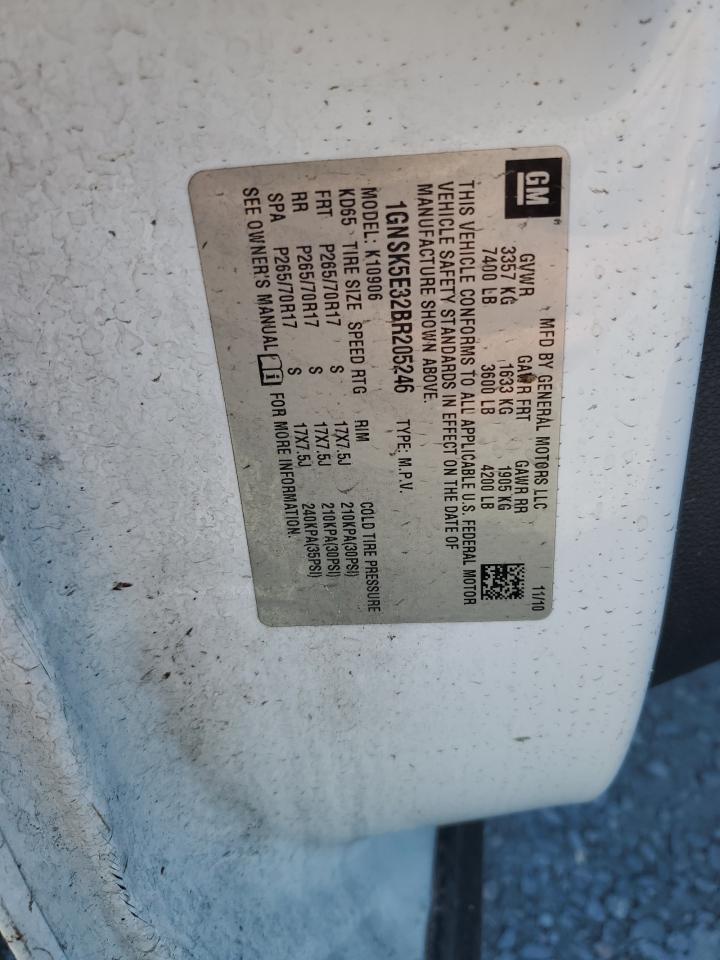 GM
MFD BY GENERAL MOTORS LLC 11/10
GVWR GAWR FRT GAWR RR
3357 KG 1633 KG 1905 KG
7400 LB 3600 LB 4200 LB
THIS VEHICLE CONFORMS TO ALL APPLICABLE U.S. FEDERAL MOTOR
VEHICLE SAFETY STANDARDS IN EFFECT ON THE DATE OF
MANUFACTURE SHOWN ABOVE.
1GNSK5E32BR205246 TYPE: M.P.V.
MODEL: K10906
KD65 TIRE SIZE SPEED RTG RIM COLD TIRE PRESSURE
FRT P265/70R17 S 17X7.5J 210KPA(30PSI)
RR P265/70R17 S 17X7.5J 210KPA(30PSI)
SPA P265/70R17 S 17X7.5J 240KPA(35PSI)
SEE OWNER'S MANUAL i FOR MORE INFORMATION.